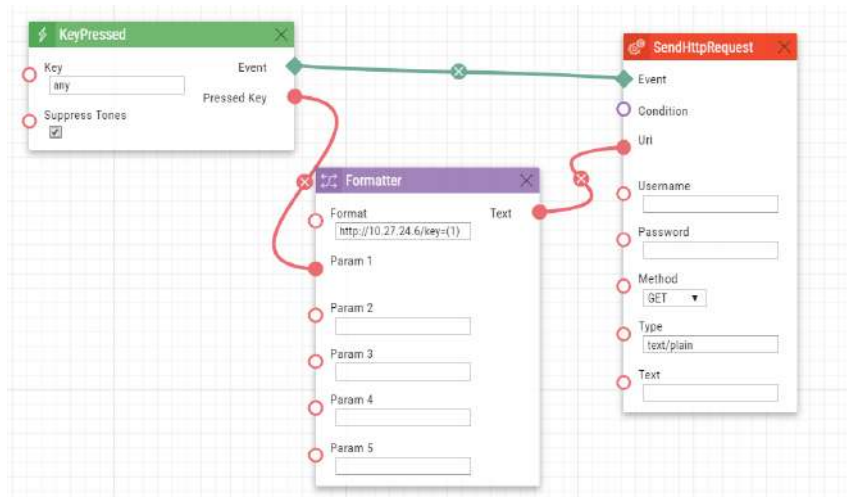 KeyPressed
Key
any
Event
Pressed Key
Suppress Tones
Formatter
Format
http://10.27.24.6/key=(1)
Text
Param 1
Param 2
Param 3
Param 4
Param 5
SendHttpRequest
Event
Condition
Uri
Username
Password
Method
GET
Type
text/plain
Text